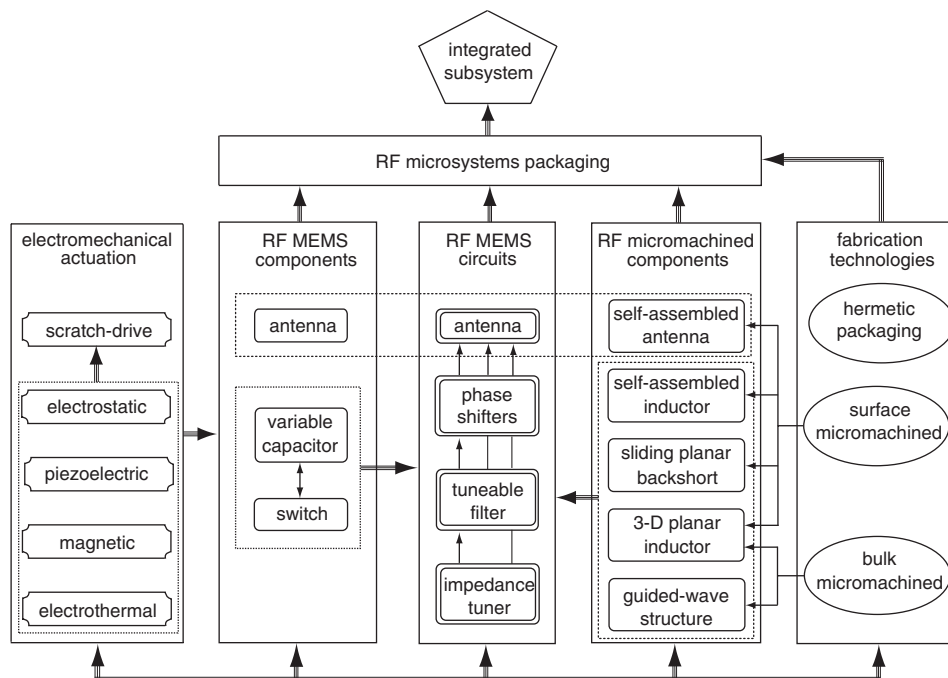 integrated
subsystem
RF microsystems packaging
electromechanical
actuation
scratch-drive
electrostatic
piezoelectric
magnetic
electrothermal
RF MEMS
components
antenna
variable
capacitor
switch
RF MEMS
circuits
antenna
phase
shifters
tuneable
filter
impedance
tuner
RF micromachined
components
self-assembled
antenna
self-assembled
inductor
sliding planar
backshort
3-D planar
inductor
guided-wave
structure
fabrication
technologies
hermetic
packaging
surface
micromachined
bulk
micromachined